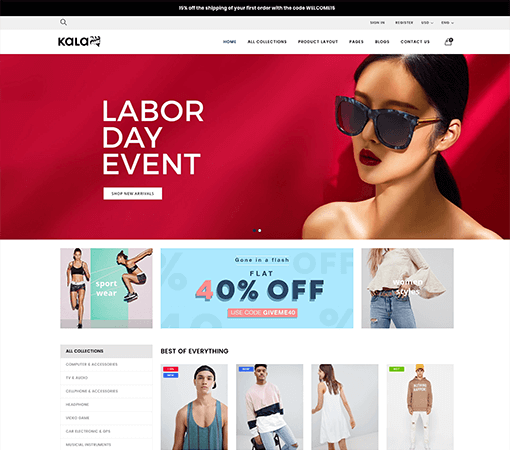 15% off the shipping of your first order with the code WELCOME15
SIGN IN REGISTER USD ENG
KALA
HOME ALL COLLECTIONS PRODUCT LAYOUT PAGES BLOGS CONTACT US 0
LABOR
DAY
EVENT
SHOP NEW ARRIVALS
sport
wear
Gone in a flash
FLAT
40% OFF
USE CODE: GIVEME40
women
styles
ALL COLLECTIONS
BEST OF EVERYTHING
COMPUTER & ACCESSORIES
TV & AUDIO
CELLPHONE & ACCESSORIES
HEADPHONE
VIDEO GAME
CAR ELECTRONIC & GPS
MUSICAL INSTRUMENTS